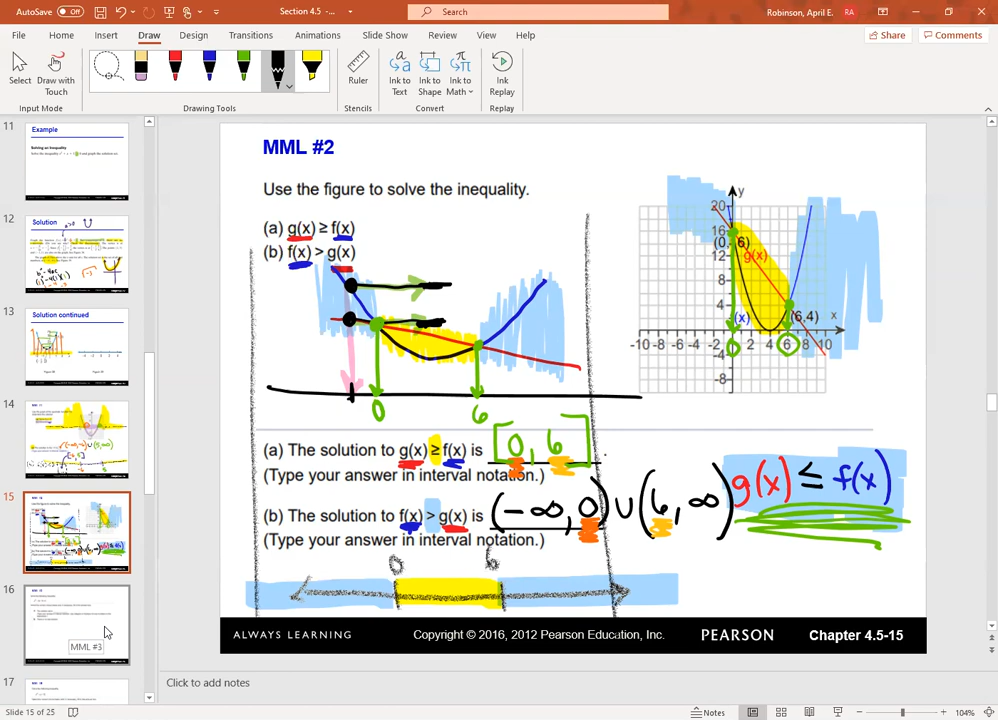 AutoSave Off
Section 4.5 -...
Search
Robinson, April E.
RA
File Home Insert Draw Design Transitions Animations Slide Show Review View Help
Share
Comments
Select
Draw with Touch
Ruler
Ink to Text
Ink to Shape
Ink to Math
Ink Replay
Input Mode
Drawing Tools
Stencils
Convert
Replay
11
Example
Solving an Inequality
12
Solution
13
Solution continued
14
15
16
MML #3
17
MML #2
Use the figure to solve the inequality.
(a) g(x) ≥ f(x)
(b) f(x) > g(x)
0
6
y
20
16
12
8
4
-4
-8
(0, 6)
g(x)
(x)
(6,4)
x
-10 -8 -6 -4 -2 2 4 6 8 10
0
(a) The solution to g(x) ≥ f(x) is [0, 6]
(Type your answer in interval notation.)
(b) The solution to f(x) > g(x) is (-∞, 0) ∪ (6, ∞)
(Type your answer in interval notation.)
g(x) ≤ f(x)
0 6
ALWAYS LEARNING
Copyright © 2016, 2012 Pearson Education, Inc.
PEARSON
Chapter 4.5-15
Click to add notes
Slide 15 of 25
Notes
104%